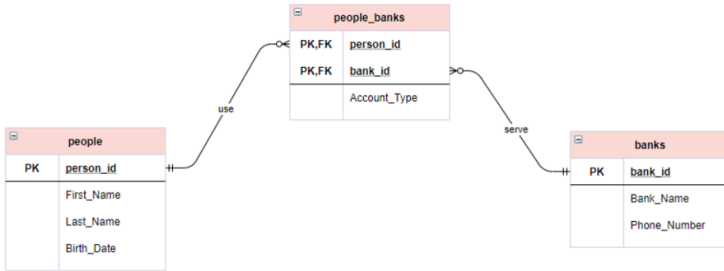 people_banks
PK,FK person_id
PK,FK bank_id
Account_Type
use
serve
people
PK person_id
First_Name
Last_Name
Birth_Date
banks
PK bank_id
Bank_Name
Phone_Number